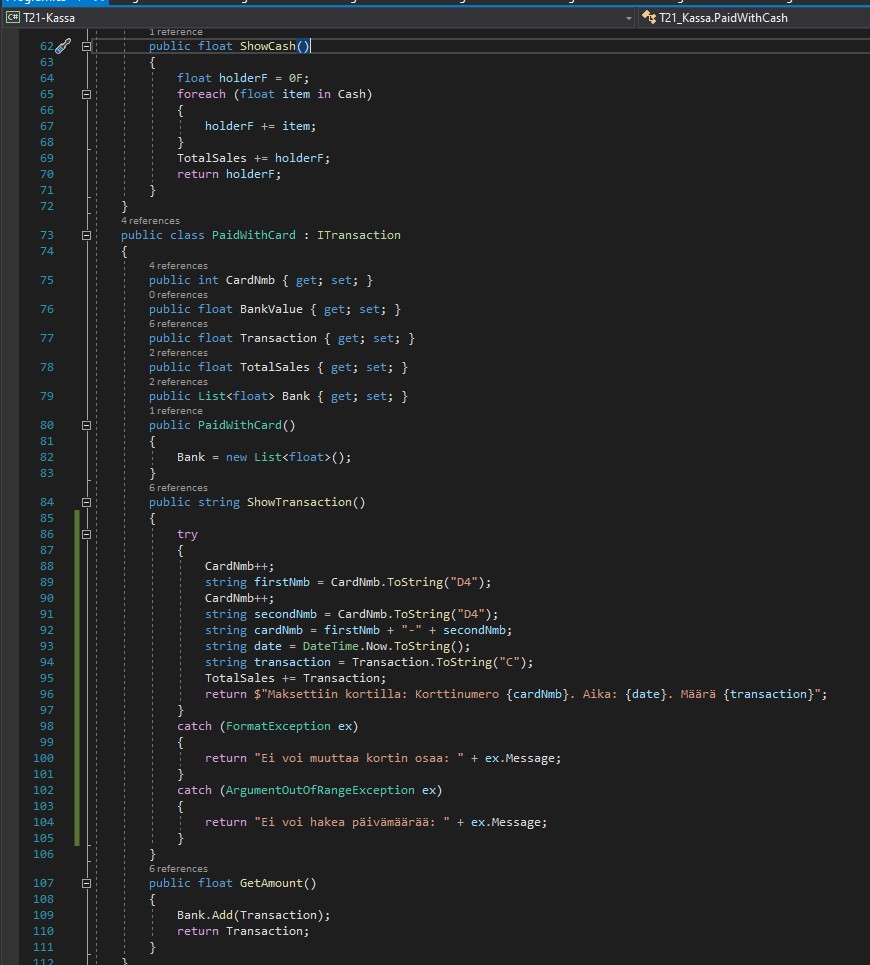 T21-Kassa
T21_Kassa.PaidWithCash
1 reference
62 public float ShowCash()
63 {
64 float holderF = 0F;
65 foreach (float item in Cash)
66 {
67 holderF += item;
68 }
69 TotalSales += holderF;
70 return holderF;
71 }
72 }
4 references
73 public class PaidWithCard : ITransaction
74 {
4 references
75 public int CardNmb { get; set; }
0 references
76 public float BankValue { get; set; }
6 references
77 public float Transaction { get; set; }
2 references
78 public float TotalSales { get; set; }
2 references
79 public List<float> Bank { get; set; }
1 reference
80 public PaidWithCard()
81 {
82 Bank = new List<float>();
83 }
6 references
84 public string ShowTransaction()
85 {
86 try
87 {
88 CardNmb++;
89 string firstNmb = CardNmb.ToString("D4");
90 CardNmb++;
91 string secondNmb = CardNmb.ToString("D4");
92 string cardNmb = firstNmb + "-" + secondNmb;
93 string date = DateTime.Now.ToString();
94 string transaction = Transaction.ToString("C");
95 TotalSales += Transaction;
96 return $"Maksettiin kortilla: Korttinumero {cardNmb}. Aika: {date}. Määrä {transaction}";
97 }
98 catch (FormatException ex)
99 {
100 return "Ei voi muuttaa kortin osaa: " + ex.Message;
101 }
102 catch (ArgumentOutOfRangeException ex)
103 {
104 return "Ei voi hakea päivämäärää: " + ex.Message;
105 }
106 }
6 references
107 public float GetAmount()
108 {
109 Bank.Add(Transaction);
110 return Transaction;
111 }
112 }